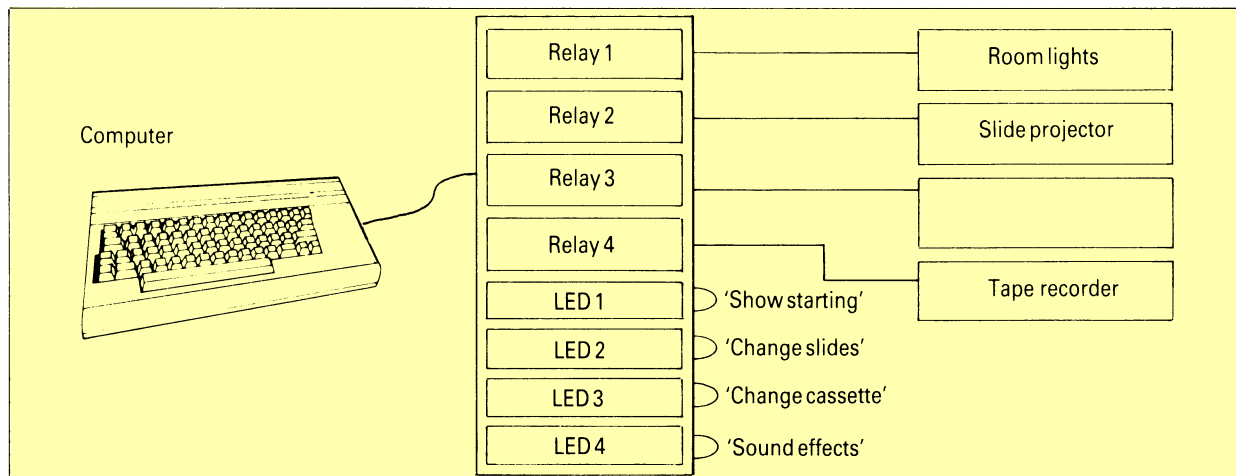 Computer
Relay 1
Relay 2
Relay 3
Relay 4
LED 1
LED 2
LED 3
LED 4
Room lights
Slide projector
Tape recorder
'Show starting'
'Change slides'
'Change cassette'
'Sound effects'